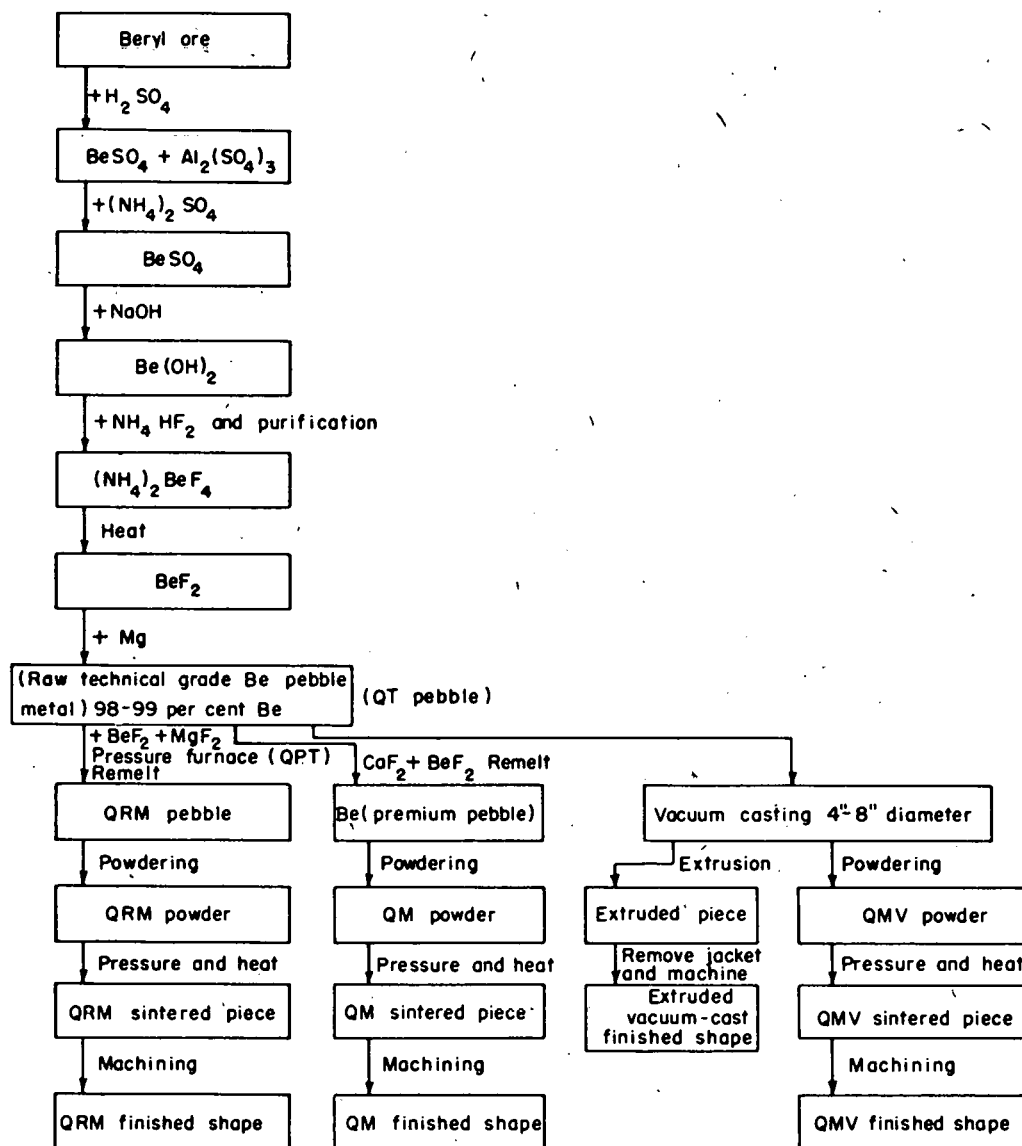 Beryl ore
+H₂SO₄
BeSO₄ + Al₂(SO₄)₃
+(NH₄)₂ SO₄
BeSO₄
+NaOH
Be(OH)₂
+NH₄ HF₂ and purification
(NH₄)₂BeF₄
Heat
BeF₂
+ Mg
(Raw technical grade Be pebble
metal) 98-99 per cent Be
(QT pebble)
+ BeF₂ + MgF₂
Pressure furnace (QPT)
Remelt
CaF₂ + BeF₂ Remelt
QRM pebble
Be(premium pebble)
Vacuum casting 4"-8" diameter
Powdering
Powdering
Extrusion
Powdering
QRM powder
QM powder
Extruded piece
QMV powder
Pressure and heat
Pressure and heat
Remove jacket
and machine
Pressure and heat
QRM sintered piece
QM sintered piece
Extruded
vacuum-cast
finished shape
QMV sintered piece
Machining
Machining
Machining
QRM finished shape
QM finished shape
QMV finished shape